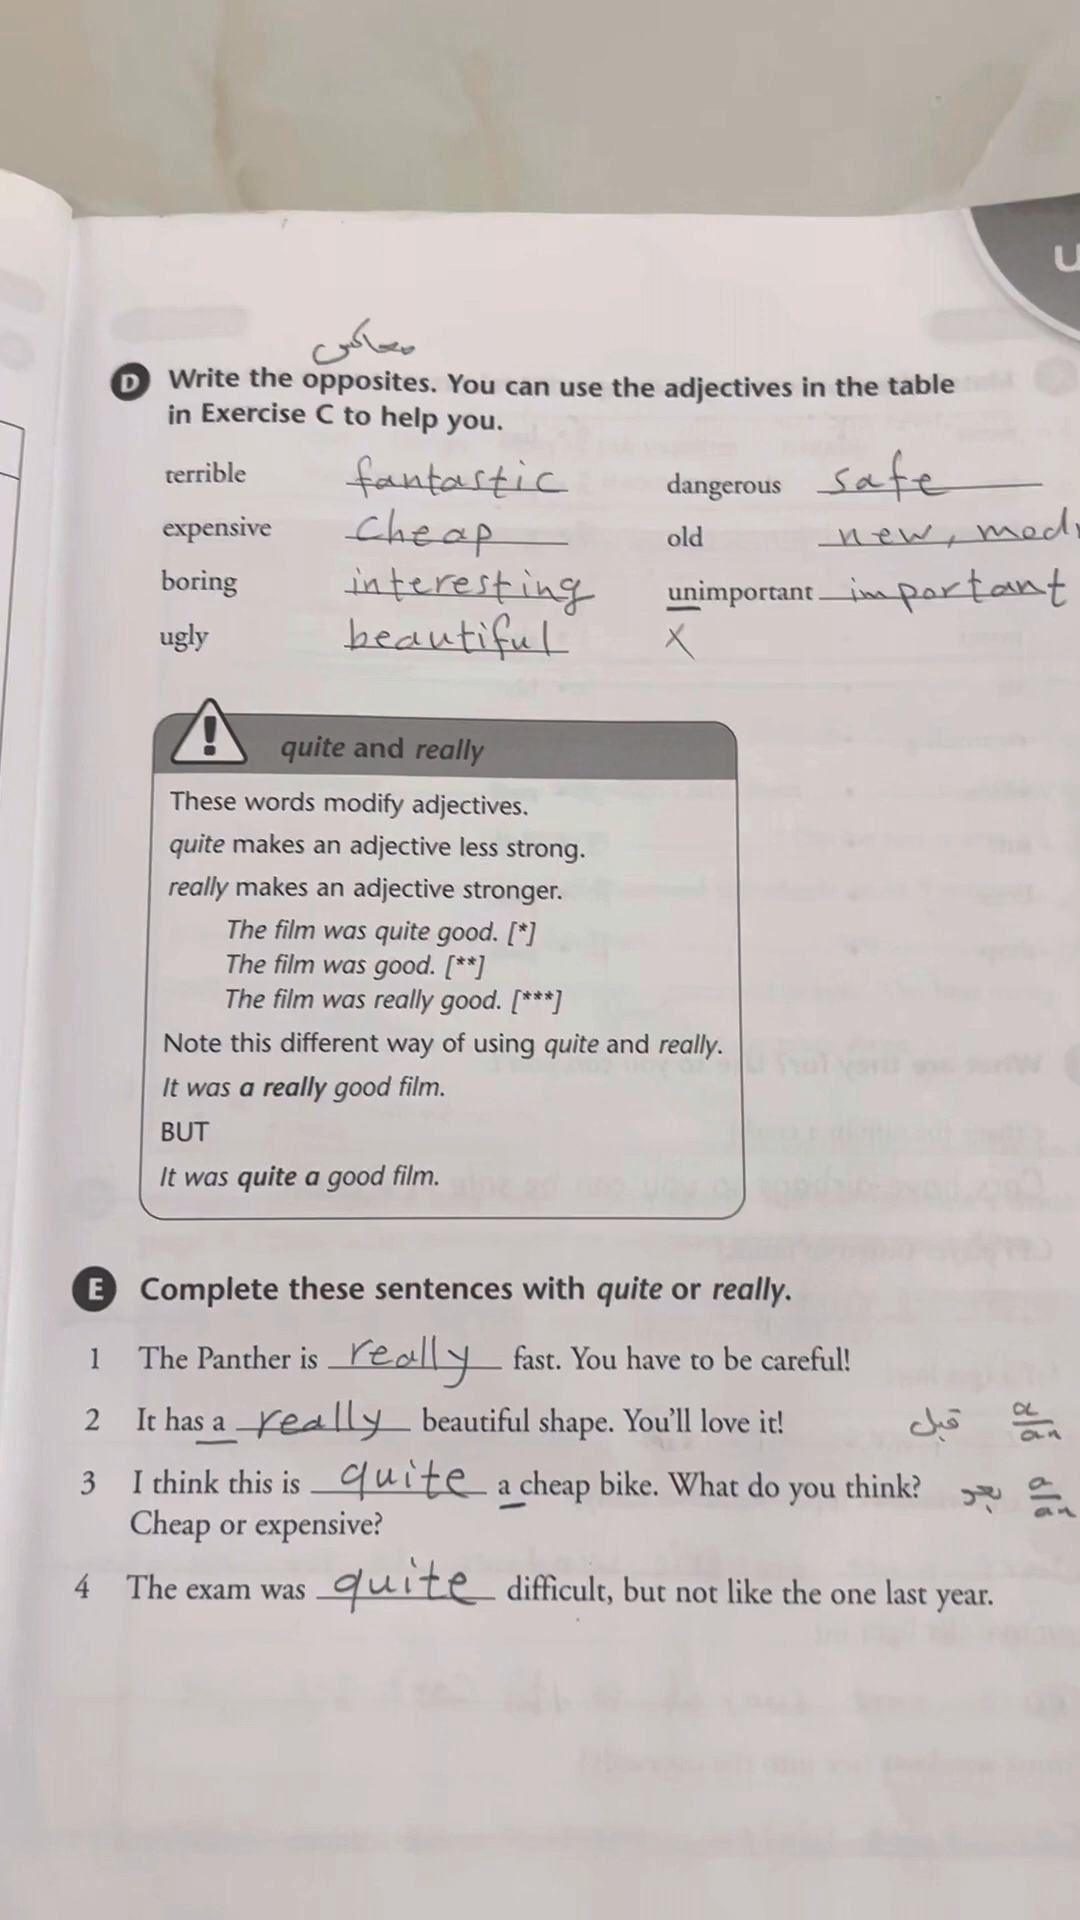 U
معاكس
D Write the opposites. You can use the adjectives in the table
in Exercise C to help you.
terrible fantastic dangerous safe
expensive cheap old new, mod
boring interesting unimportant important
ugly beautiful X
! quite and really
These words modify adjectives.
quite makes an adjective less strong.
really makes an adjective stronger.
The film was quite good. [*]
The film was good. [**]
The film was really good. [***]
Note this different way of using quite and really.
It was a really good film.
BUT
It was quite a good film.
E Complete these sentences with quite or really.
1 The Panther is really fast. You have to be careful!
2 It has a really beautiful shape. You'll love it! قبل a/an
3 I think this is quite a cheap bike. What do you think? بعد a/an
Cheap or expensive?
4 The exam was quite difficult, but not like the one last year.